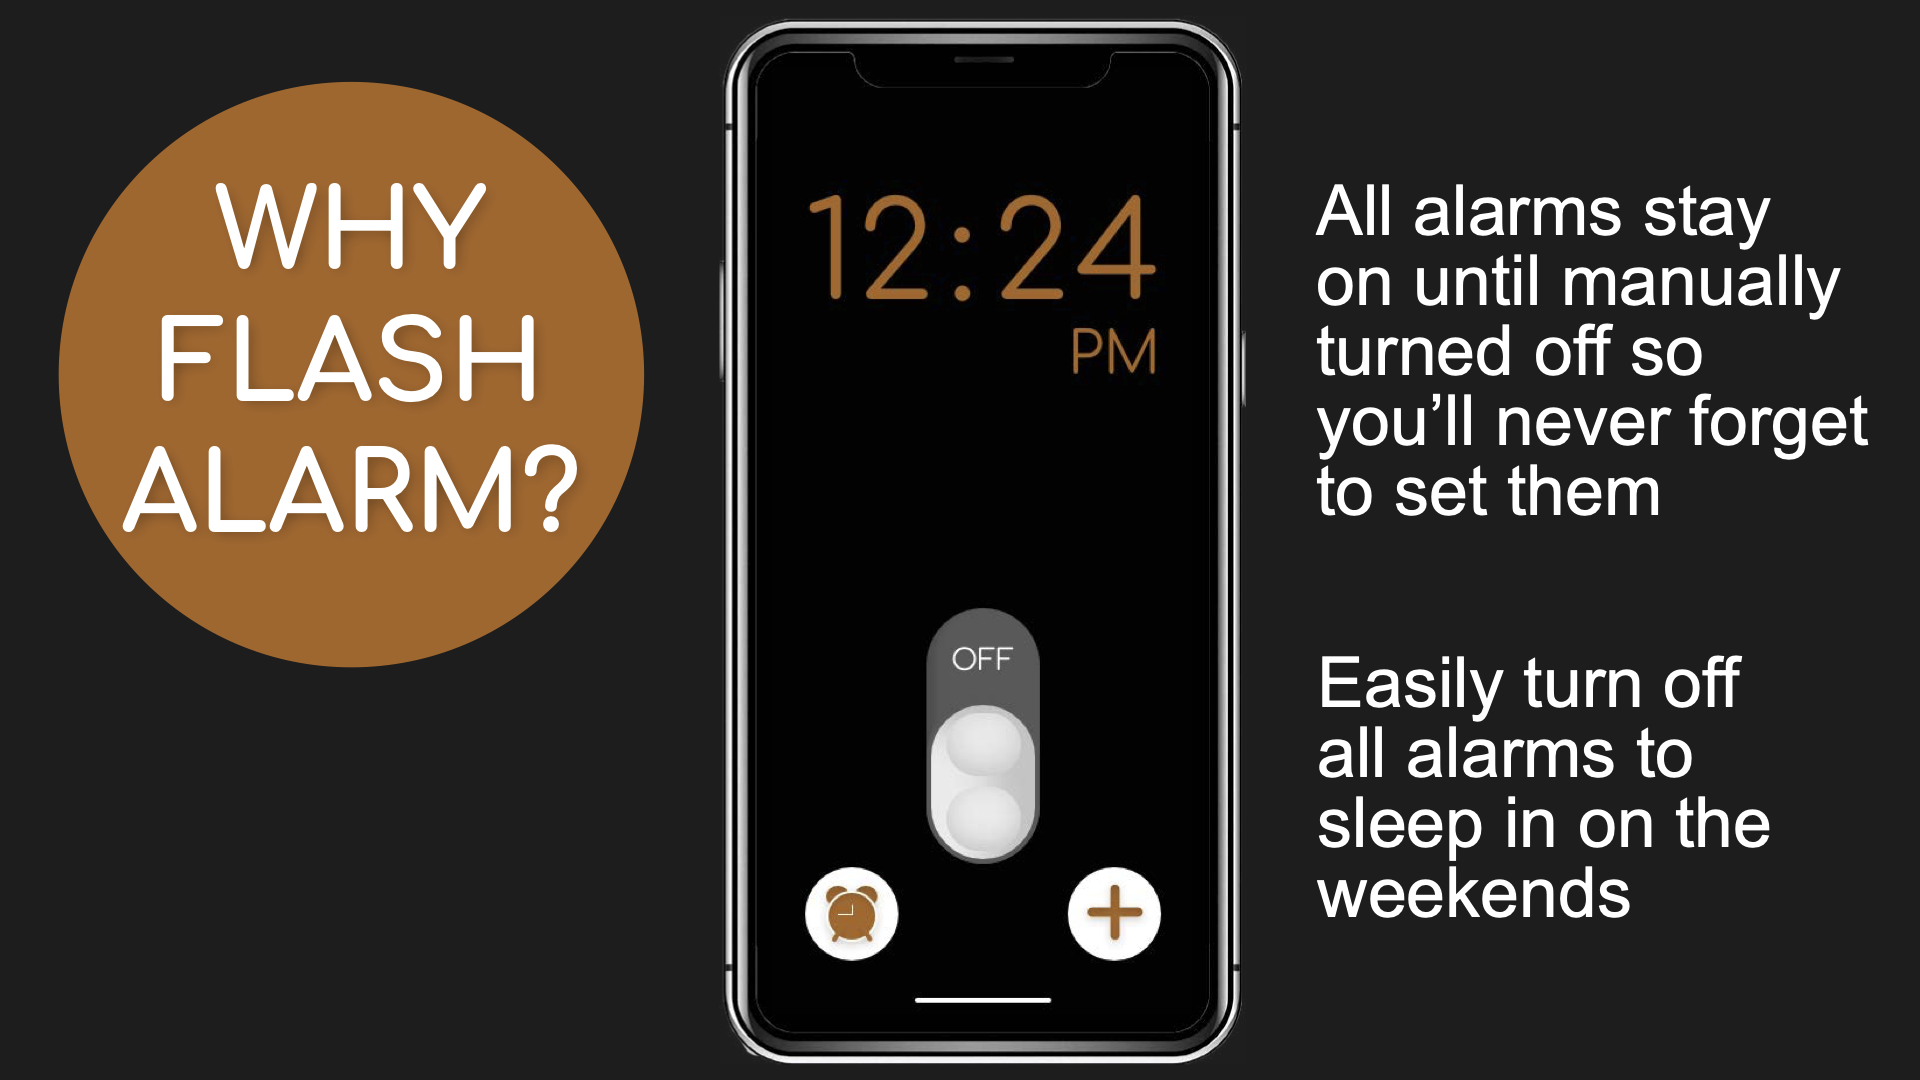 WHY
FLASH
ALARM?
12:24
PM
OFF
All alarms stay
on until manually
turned off so
you’ll never forget
to set them
Easily turn off
all alarms to
sleep in on the
weekends